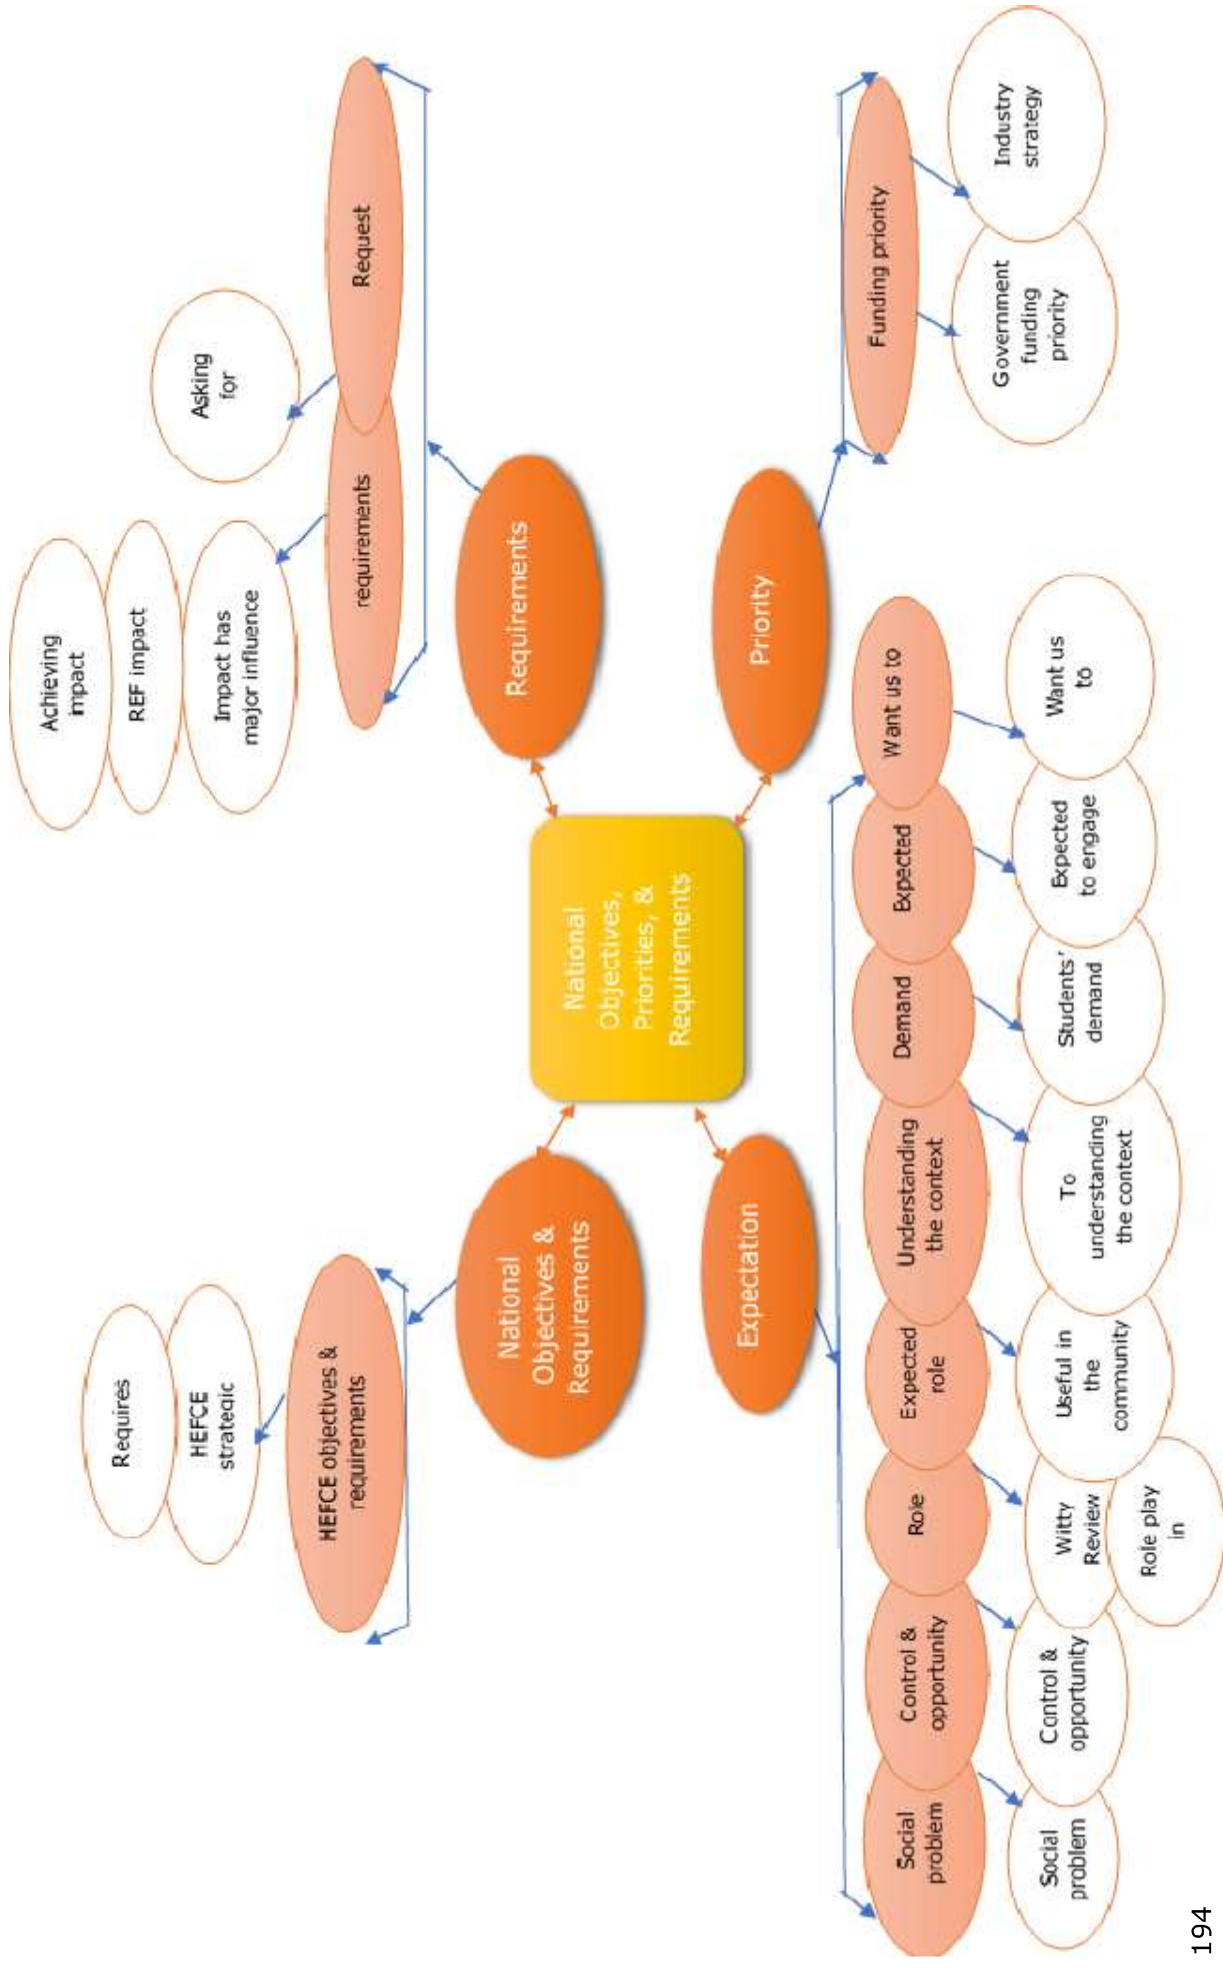 Requires
HEFCE
strategic
HEFCE objectives &
requirements
National
Objectives &
Requirements
Achieving
impact
REF impact
Impact has
major influence
Asking
for
requirements
Request
Requirements
National
Objectives,
Priorities, &
Requirements
Expectation
Priority
Social
problem
Control &
opportunity
Role
Expected
role
Understanding
the context
Demand
Expected
Want us to
Funding priority
Social
problem
Control &
opportunity
Witty
Review
Role play
in
Useful in
the
community
To
understanding
the context
Students'
demand
Expected
to engage
Want us
to
Government
funding
priority
Industry
strategy
194